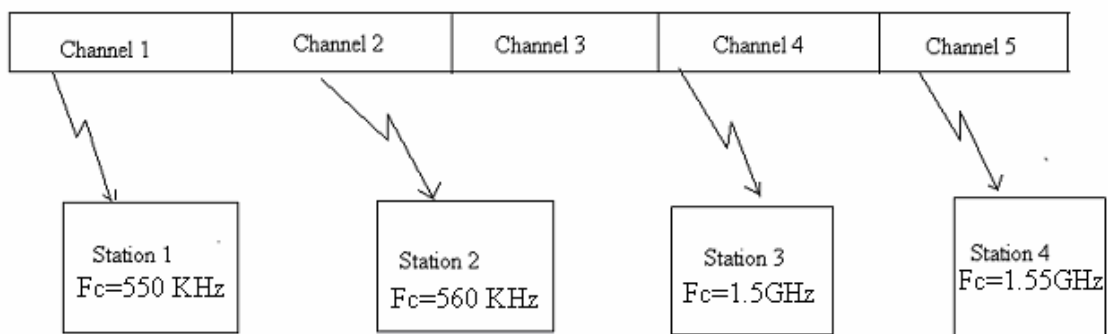 Channel 1
Channel 2
Channel 3
Channel 4
Channel 5
Station 1
Fc=550 KHz
Station 2
Fc=560 KHz
Station 3
Fc=1.5GHz
Station 4
Fc=1.55GHz